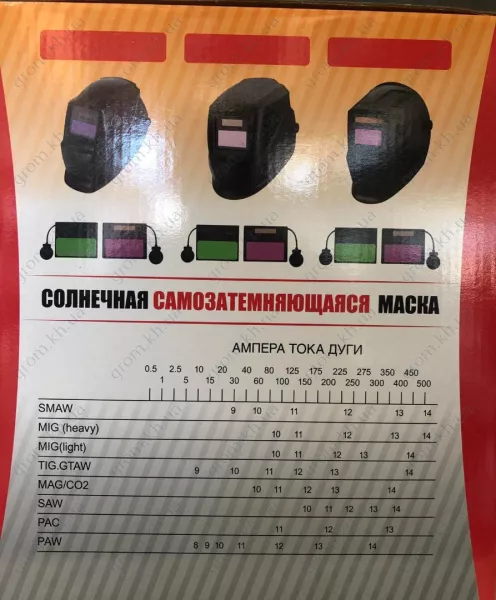 СОЛНЕЧНАЯ САМОЗАТЕМНЯЮЩАЯСЯ МАСКА
АМПЕРА ТОКА ДУГИ
0.5 2.5 10 20 40 80 125 175 225 275 350 450
1 5 15 30 60 100 150 200 250 300 400 500
SMAW 9 10 11 12 13 14
MIG (heavy) 10 11 12 13 14
MIG(light) 10 11 12 13 14
TIG.GTAW 9 10 11 12 13 14
MAG/CO2 10 11 12 13 14
SAW 10 11 12 13 14
PAC 11 12 13
PAW 8 9 10 11 12 13 14
grom.kh.ua